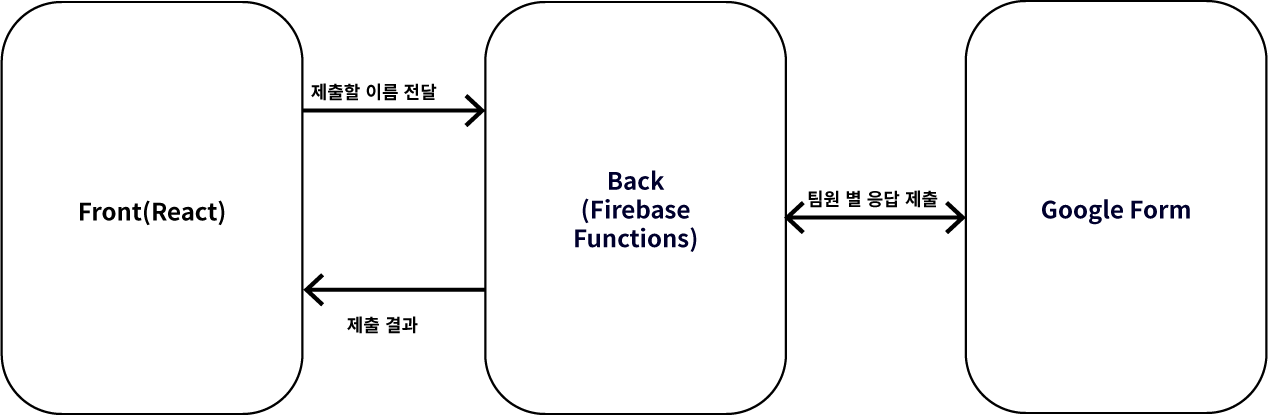 제출할 이름 전달
Front(React)
제출 결과
Back
(Firebase
Functions)
팀원 별 응답 제출
Google Form